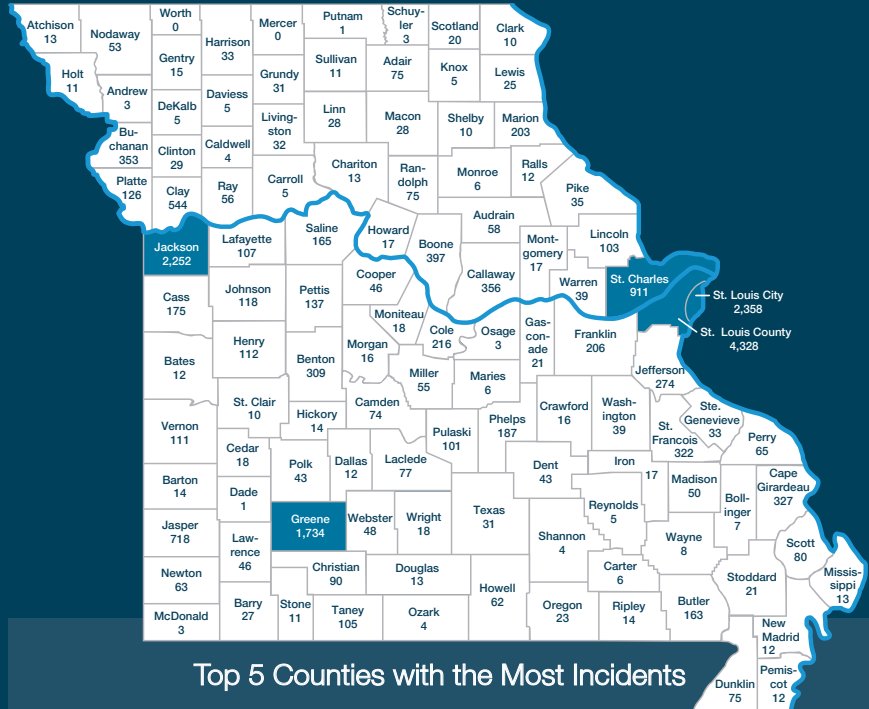 Atchison
13
Nodaway
53
Worth
0
Gentry
15
Harrison
33
Mercer
0
Putnam
1
Schuy-
ler
3
Scotland
20
Clark
10
Holt
11
Andrew
3
DeKalb
5
Daviess
5
Grundy
31
Sullivan
11
Adair
75
Knox
5
Lewis
25
Bu-
chanan
353
Clinton
29
Caldwell
4
Living-
ston
32
Linn
28
Macon
28
Shelby
10
Marion
203
Platte
126
Clay
544
Ray
56
Carroll
5
Chariton
13
Ran-
dolph
75
Monroe
6
Ralls
12
Pike
35
Jackson
2,252
Lafayette
107
Saline
165
Howard
17
Boone
397
Audrain
58
Callaway
356
Mont-
gomery
17
Lincoln
103
Warren
39
St. Charles
911
St. Louis City
2,358
St. Louis County
4,328
Cass
175
Johnson
118
Pettis
137
Cooper
46
Moniteau
18
Cole
216
Osage
3
Gas-
con-
ade
21
Franklin
206
Jefferson
274
Bates
12
Henry
112
Benton
309
Morgan
16
Miller
55
Maries
6
Vernon
111
St. Clair
10
Hickory
14
Camden
74
Pulaski
101
Phelps
187
Crawford
16
Wash-
ington
39
St.
Francois
322
Ste.
Genevieve
33
Perry
65
Barton
14
Cedar
18
Polk
43
Dallas
12
Laclede
77
Dent
43
Iron
17
Madison
50
Boll-
inger
7
Cape
Girardeau
327
Jasper
718
Dade
1
Greene
1,734
Webster
48
Wright
18
Texas
31
Shannon
4
Reynolds
5
Wayne
8
Scott
80
Newton
63
Law-
rence
46
Christian
90
Douglas
13
Howell
62
Carter
6
Stoddard
21
Missis-
sippi
13
McDonald
3
Barry
27
Stone
11
Taney
105
Ozark
4
Oregon
23
Ripley
14
Butler
163
New
Madrid
12
Dunklin
75
Pemis-
cot
12
Top 5 Counties with the Most Incidents